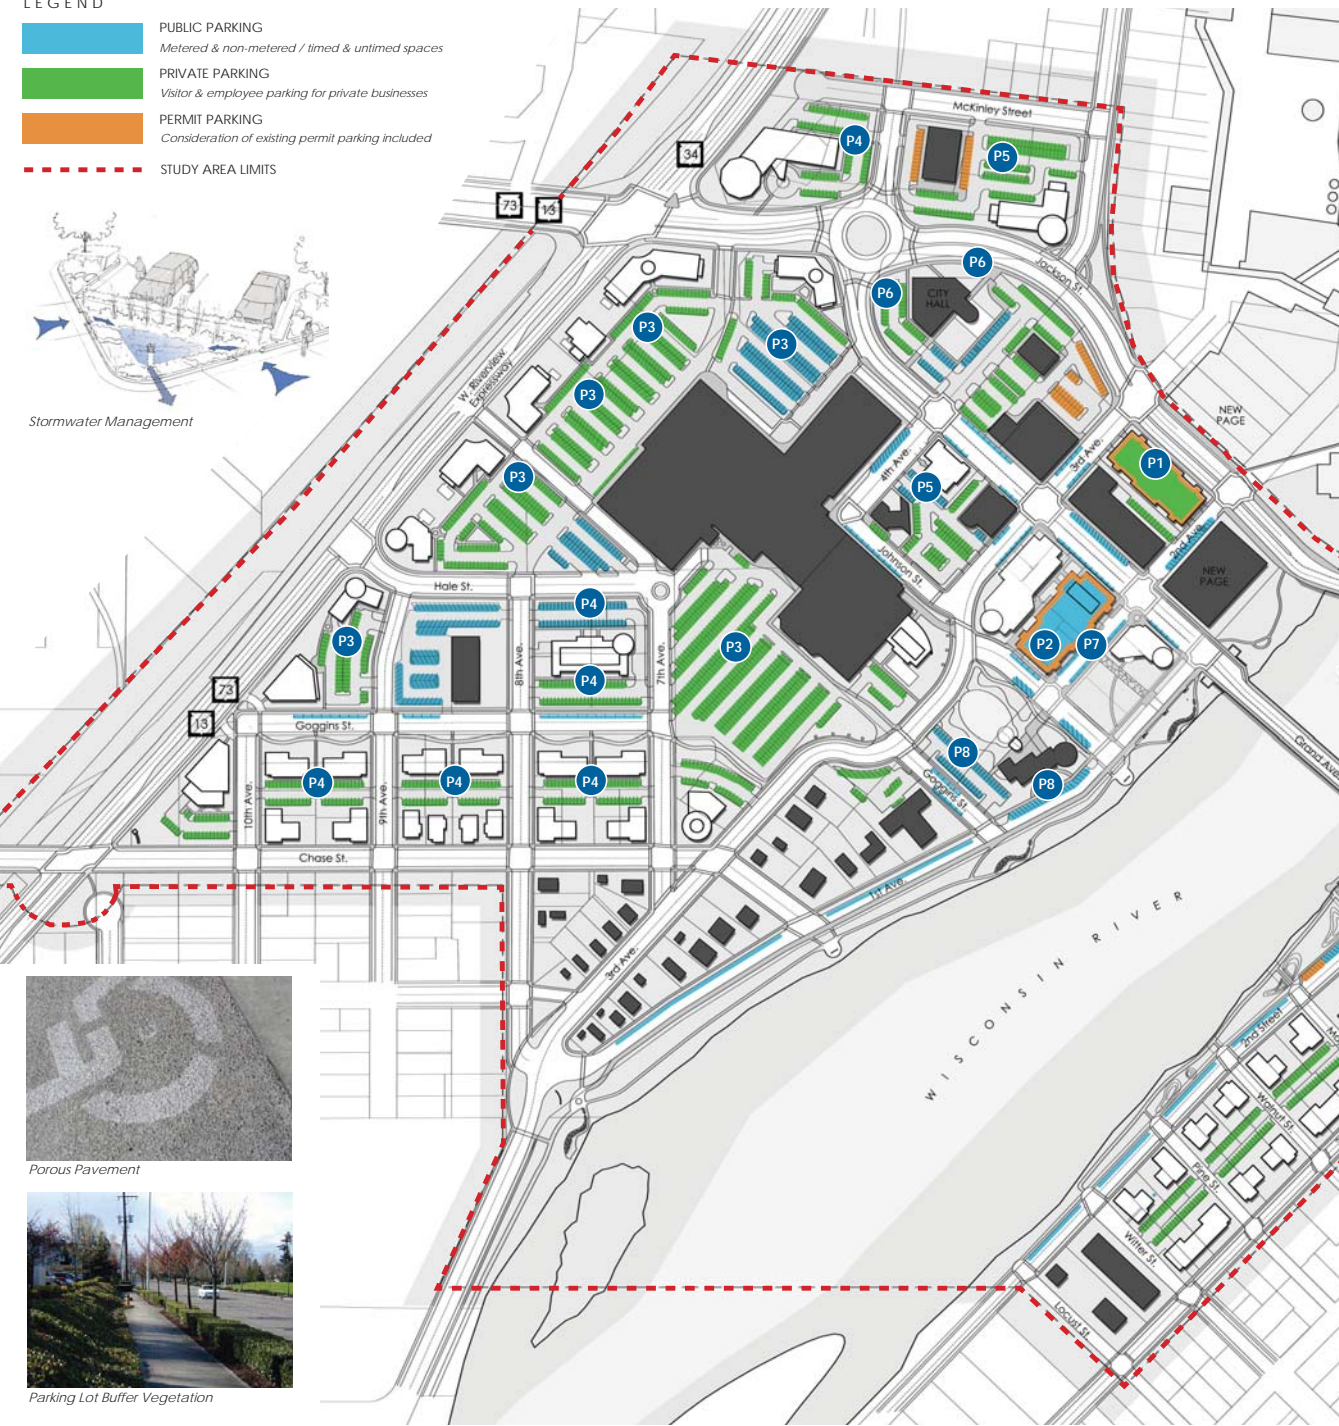 LEGEND
PUBLIC PARKING
Metered & non-metered / timed & untimed spaces
PRIVATE PARKING
Visitor & employee parking for private businesses
PERMIT PARKING
Consideration of existing permit parking included
STUDY AREA LIMITS
Stormwater Management
McKinley Street
P4
P5
34
73
13
P6
Jackson St.
P6
CITY
HALL
P3
P3
W. Riverview
Expressway
P3
NEW
PAGE
3rd Ave.
P1
4th Ave.
P3
P5
2nd Ave.
Johnson St.
NEW
PAGE
Hale St.
P4
P3
8th Ave.
7th Ave.
P3
P2
P7
P4
73
13
Goggins St.
Grand Ave.
P8
P8
Goggins St.
P4
P4
P4
10th Ave.
9th Ave.
Chase St.
1st Ave.
3rd Ave.
WISCONSIN RIVER
2nd Street
Walnut St.
Pine St.
Witter St.
Locust St.
Porous Pavement
Parking Lot Buffer Vegetation